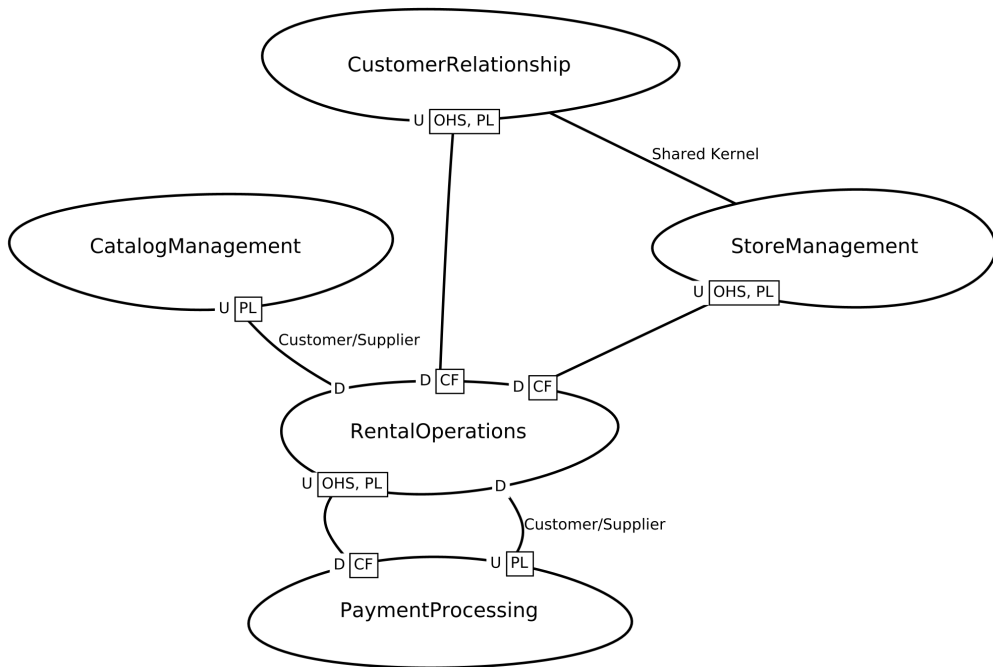 CustomerRelationship
U OHS, PL
Shared Kernel
CatalogManagement
StoreManagement
U OHS, PL
U PL
Customer/Supplier
D
D CF
D CF
RentalOperations
U OHS, PL
D
Customer/Supplier
D CF
U PL
PaymentProcessing